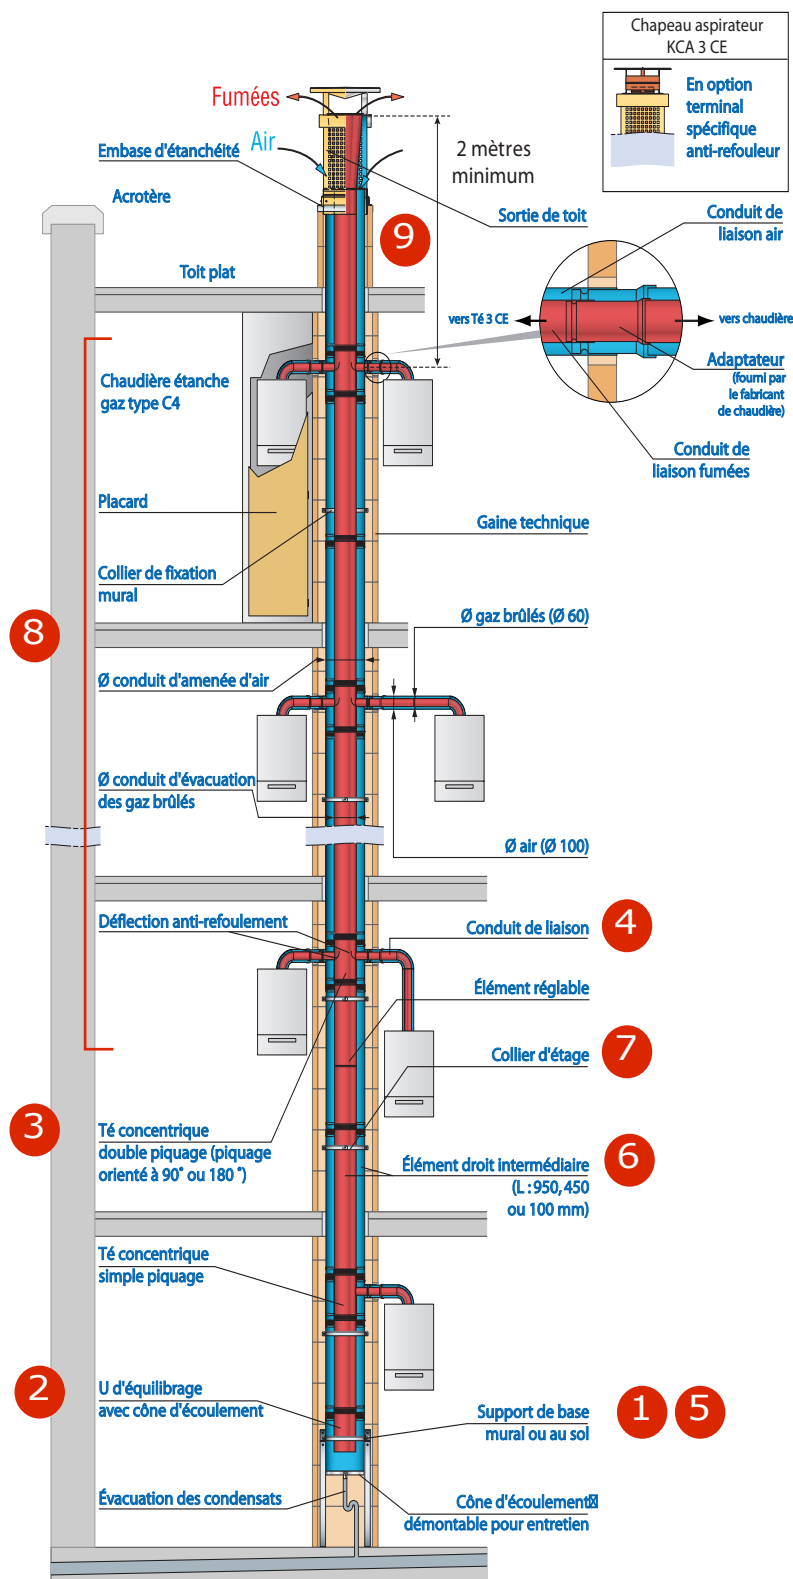 Chapeau aspirateur
KCA 3 CE
En option
terminal
spécifique
anti-refouleur
Fumées
Air
Embase d'étanchéité
2 mètres
minimum
Acrotère
9
Sortie de toit
Conduit de
liaison air
Toit plat
vers Té 3 CE
vers chaudière
Adaptateur
(fourni par
le fabricant
de chaudière)
Chaudière étanche
gaz type C4
Conduit de
liaison fumées
Placard
Gaine technique
Collier de fixation
mural
8
Ø gaz brûlés (Ø 60)
Ø conduit d'amenée d'air
Ø conduit d'évacuation
des gaz brûlés
Ø air (Ø 100)
Déflection anti-refoulement
Conduit de liaison
4
Élément réglable
Collier d'étage
7
3
Té concentrique
double piquage (piquage
orienté à 90° ou 180 °)
Élément droit intermédiaire
(L : 950, 450
ou 100 mm)
6
Té concentrique
simple piquage
2
U d'équilibrage
avec cône d'écoulement
Support de base
mural ou au sol
1
5
Évacuation des condensats
Cône d'écoulement
démontable pour entretien